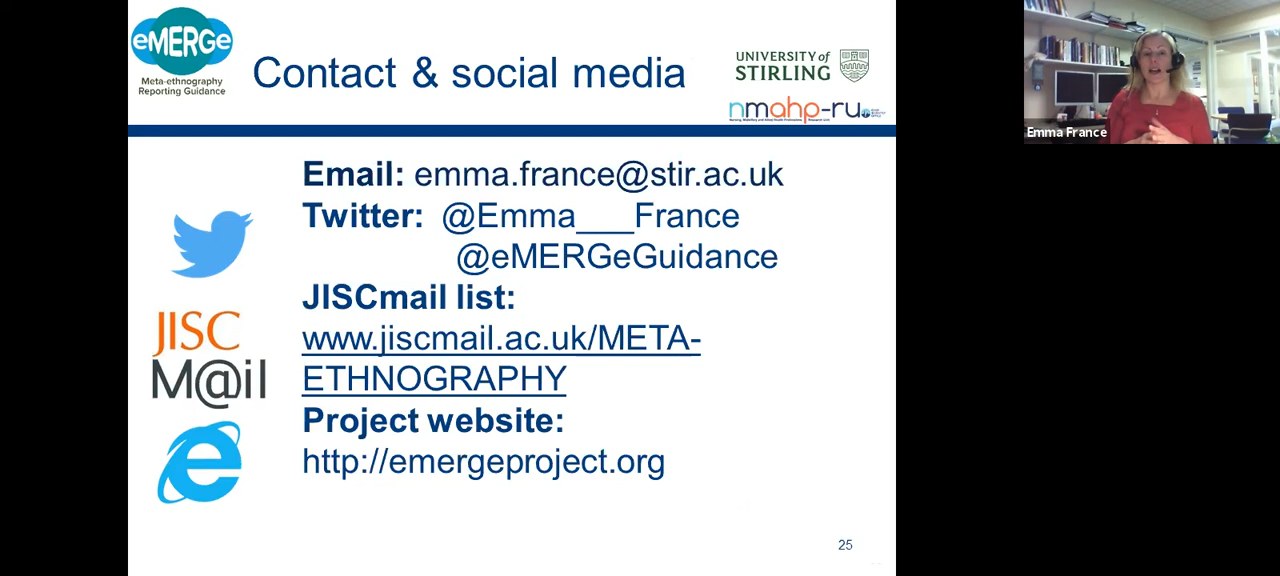 eMERGe
Meta-ethnography
Reporting Guidance
Contact & social media
UNIVERSITY of
STIRLING
nmahp-ru
Emma France
Email: emma.france@stir.ac.uk
Twitter: @Emma___France
@eMERGeGuidance
JISCmail list:
www.jiscmail.ac.uk/META-
ETHNOGRAPHY
Project website:
http://emergeproject.org
JISC
M@il
25